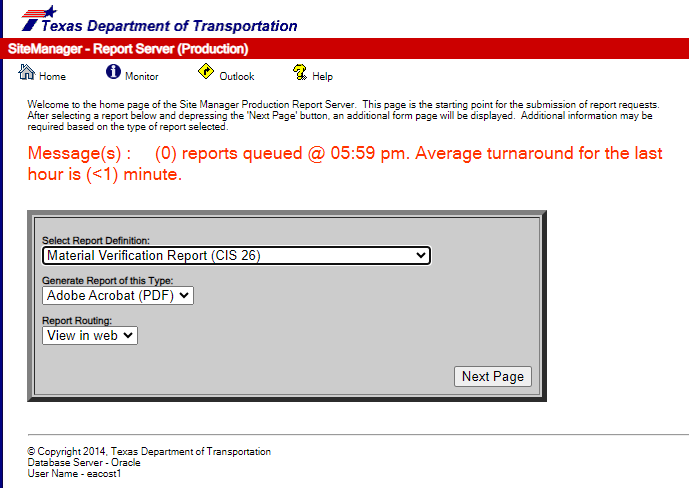 Texas Department of Transportation
SiteManager - Report Server (Production)
Home Monitor Outlook Help
Welcome to the home page of the Site Manager Production Report Server. This page is the starting point for the submission of report requests.
After selecting a report below and depressing the 'Next Page' button, an additional form page will be displayed. Additional information may be
required based on the type of report selected.
Message(s) : (0) reports queued @ 05:59 pm. Average turnaround for the last
hour is (<1) minute.
Select Report Definition:
Material Verification Report (CIS 26)
Generate Report of this Type:
Adobe Acrobat (PDF)
Report Routing:
View in web
Next Page
© Copyright 2014, Texas Department of Transportation
Database Server - Oracle
User Name - eacost1